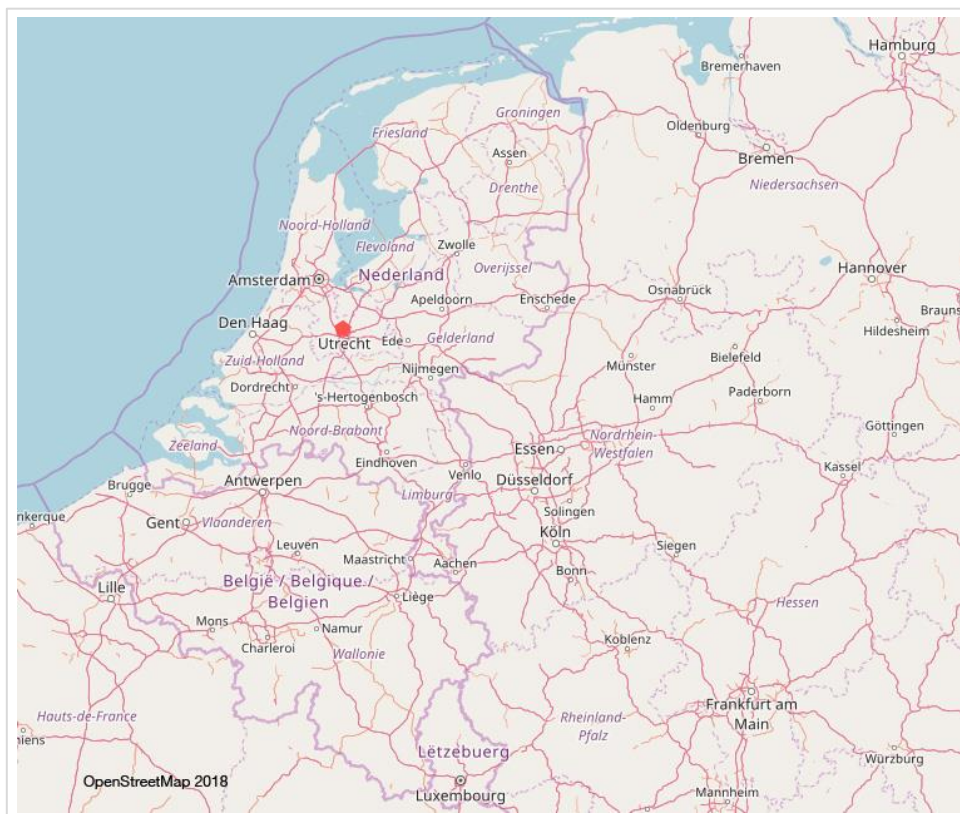 Hamburg
Bremerhaven
Groningen
Friesland
Oldenburg
Assen
Bremen
Drenthe
Niedersachsen
Noord-Holland
Flevoland
Zwolle
Overijssel
Nederland
Amsterdam
Hannover
Apeldoorn
Enschede
Osnabrück
Brauns
Den Haag
Utrecht
Ede
Gelderland
Hildesheim
Zuid-Holland
Nijmegen
Münster
Bielefeld
Dordrecht
's-Hertogenbosch
Hamm
Paderborn
Noord-Brabant
Göttingen
Zeeland
Eindhoven
Essen
Nordrhein-
Westfalen
Venlo
Kassel
Brugge
Antwerpen
Düsseldorf
Limburg
Solingen
nkerque
Gent
Vlaanderen
Köln
Leuven
Maastricht
Aachen
Siegen
Bonn
Lille
België / Belgique /
Belgien
Liège
Hessen
Mons
Namur
Charleroi
Wallonie
Koblenz
Frankfurt am
Main
Hauts-de-France
Rheinland-
Pfalz
iens
Lëtzebuerg
Würzburg
OpenStreetMap 2018
Luxembourg
Mannheim